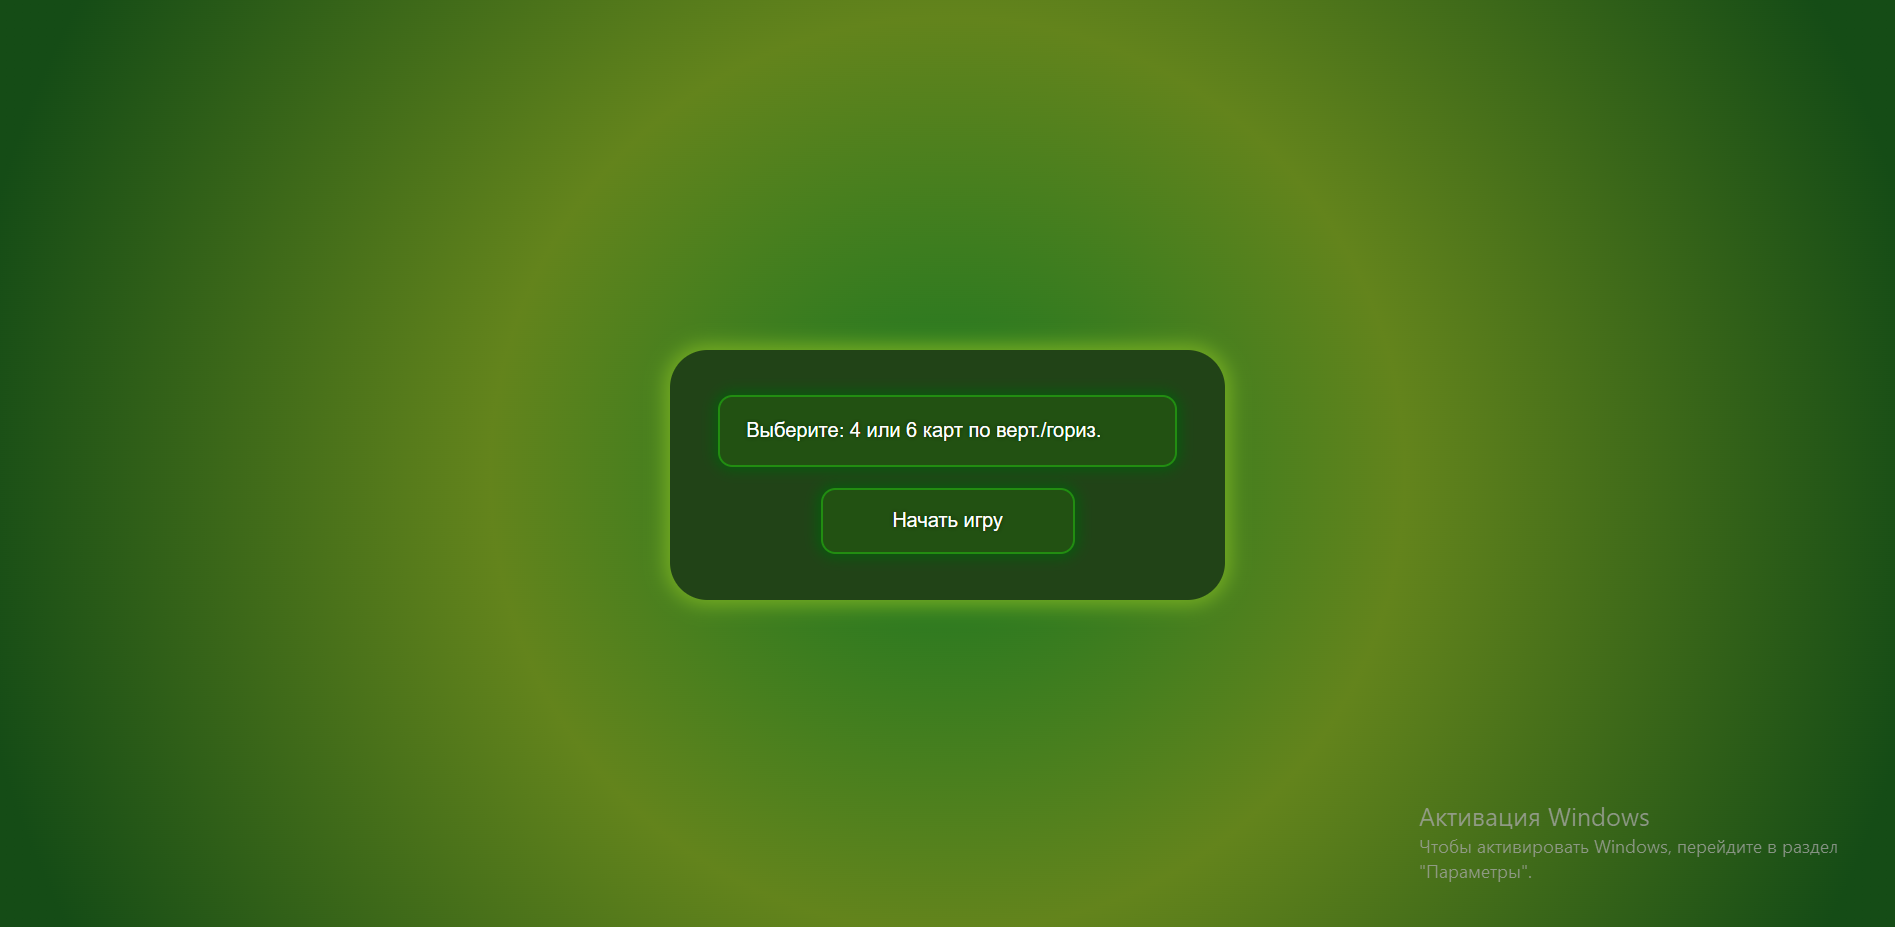 Выберите: 4 или 6 карт по верт./гориз.
Начать игру
Активация Windows
Чтобы активировать Windows, перейдите в раздел
"Параметры".